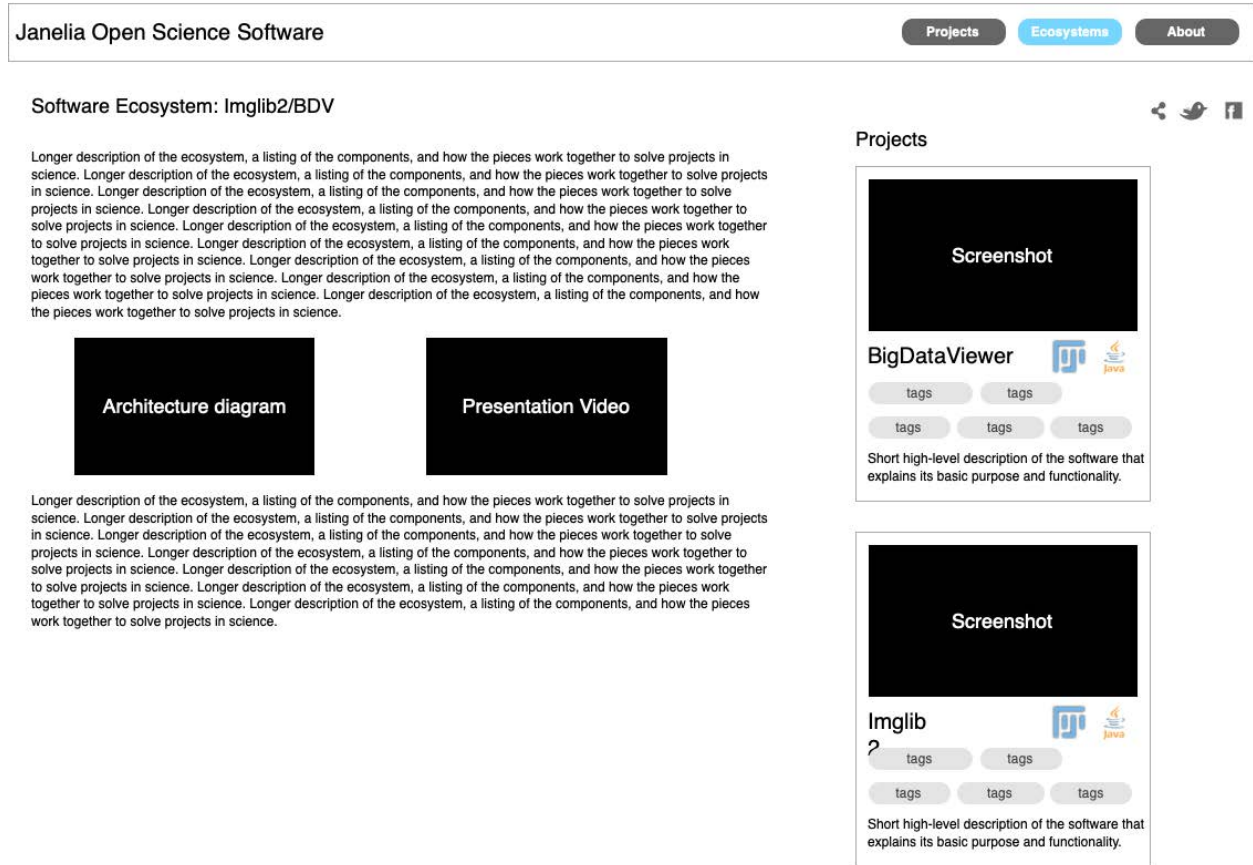 Janelia Open Science Software
Projects
Ecosystems
About
Software Ecosystem: Imglib2/BDV
Longer description of the ecosystem, a listing of the components, and how the pieces work together to solve projects in
science. Longer description of the ecosystem, a listing of the components, and how the pieces work together to solve projects
in science. Longer description of the ecosystem, a listing of the components, and how the pieces work together to solve
projects in science. Longer description of the ecosystem, a listing of the components, and how the pieces work together to
solve projects in science. Longer description of the ecosystem, a listing of the components, and how the pieces work together
to solve projects in science. Longer description of the ecosystem, a listing of the components, and how the pieces work
together to solve projects in science. Longer description of the ecosystem, a listing of the components, and how the pieces
work together to solve projects in science. Longer description of the ecosystem, a listing of the components, and how the
pieces work together to solve projects in science. Longer description of the ecosystem, a listing of the components, and how
the pieces work together to solve projects in science.
Architecture diagram
Presentation Video
Longer description of the ecosystem, a listing of the components, and how the pieces work together to solve projects in
science. Longer description of the ecosystem, a listing of the components, and how the pieces work together to solve projects
in science. Longer description of the ecosystem, a listing of the components, and how the pieces work together to solve
projects in science. Longer description of the ecosystem, a listing of the components, and how the pieces work together to
solve projects in science. Longer description of the ecosystem, a listing of the components, and how the pieces work together
to solve projects in science. Longer description of the ecosystem, a listing of the components, and how the pieces work
together to solve projects in science. Longer description of the ecosystem, a listing of the components, and how the pieces
work together to solve projects in science.
Projects
Screenshot
BigDataViewer
Java
tags
tags
tags
tags
tags
Short high-level description of the software that
explains its basic purpose and functionality.
Screenshot
Imglib
2
Java
tags
tags
tags
tags
tags
Short high-level description of the software that
explains its basic purpose and functionality.